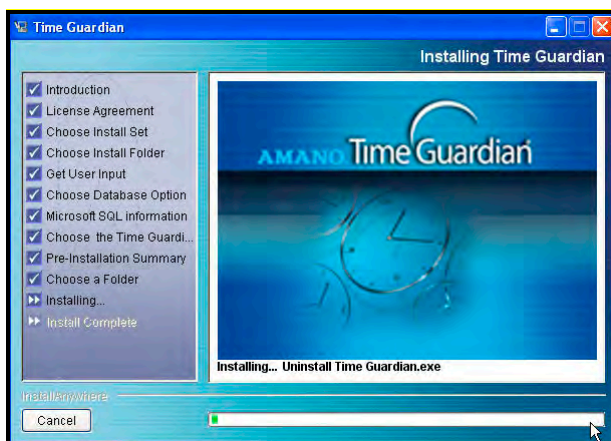 Time Guardian
Installing Time Guardian
Introduction
License Agreement
Choose Install Set
Choose Install Folder
Get User Input
Choose Database Option
Microsoft SQL information
Choose the Time Guardi...
Pre-Installation Summary
Choose a Folder
Installing...
Install Complete
AMANO Time Guardian
Installing... Uninstall Time Guardian.exe
InstallAnywhere
Cancel